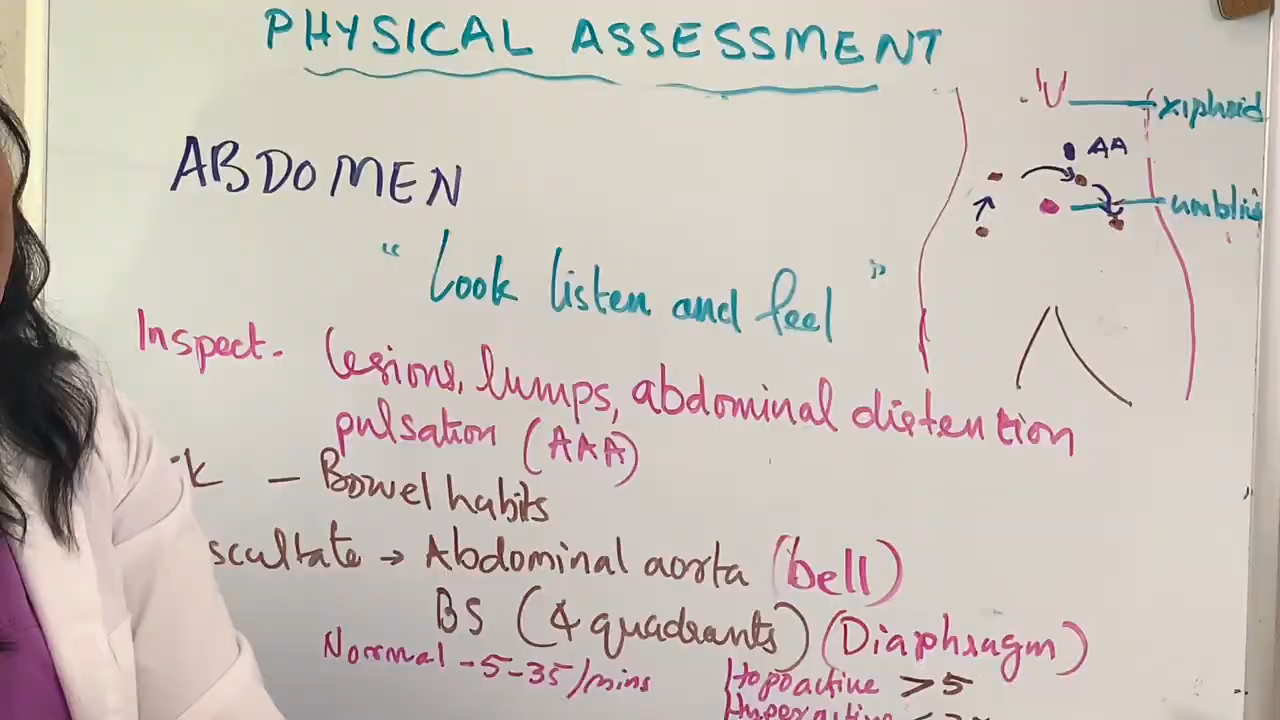 PHYSICAL ASSESSMENT
xiphoid
AA
ABDOMEN
" Look listen and feel "
Inspect. Lesions, lumps, abdominal distention
pulsation (AAA)
k - Bowel habits
scultate → Abdominal aorta (bell)
BS (4 quadrants) (Diaphragm)
Normal - 5-35/mins
Hypoactive > 5
Hyperactive <